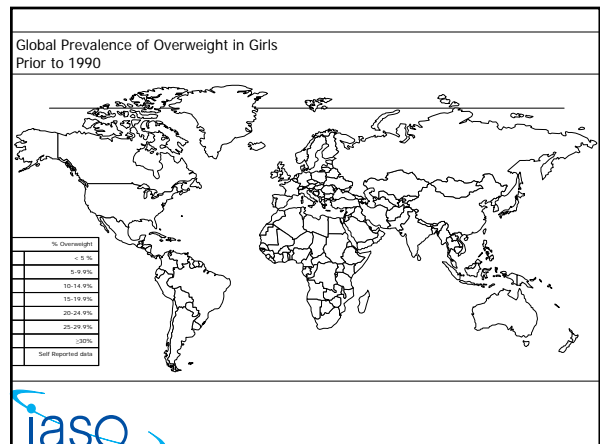 Global Prevalence of Overweight in Girls
Prior to 1990
% Overweight
< 5 %
5-9.9%
10-14.9%
15-19.9%
20-24.9%
25-29.9%
≥30%
Self Reported data
iaso